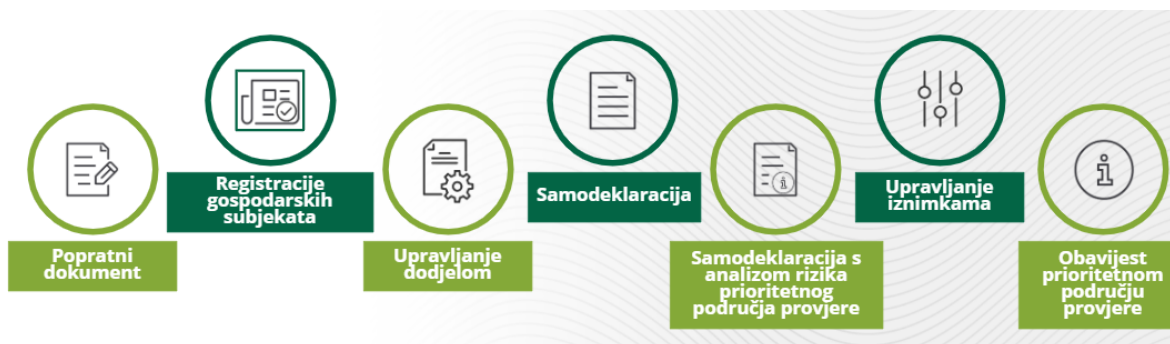 Popratni
dokument
Registracije
gospodarskih
subjekata
Upravljanje
dodjelom
Samodeklaracija
Samodeklaracija s
analizom rizika
prioritetnog
područja provjere
Upravljanje
iznimkama
Obavijest
prioritetnom
području
provjere